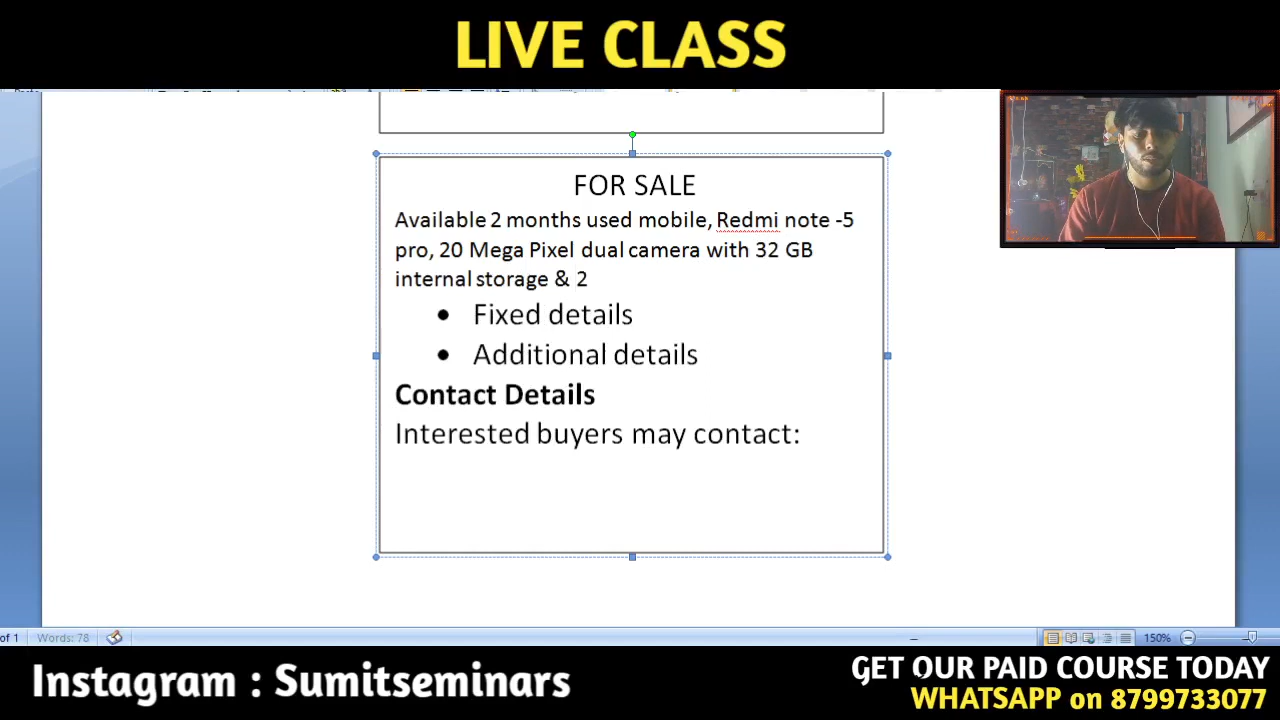 LIVE CLASS
FOR SALE
Available 2 months used mobile, Redmi note -5
pro, 20 Mega Pixel dual camera with 32 GB
internal storage & 2
• Fixed details
• Additional details
Contact Details
Interested buyers may contact:
of 1 Words: 78
150%
Instagram : Sumitseminars
GET OUR PAID COURSE TODAY
WHATSAPP on 8799733077